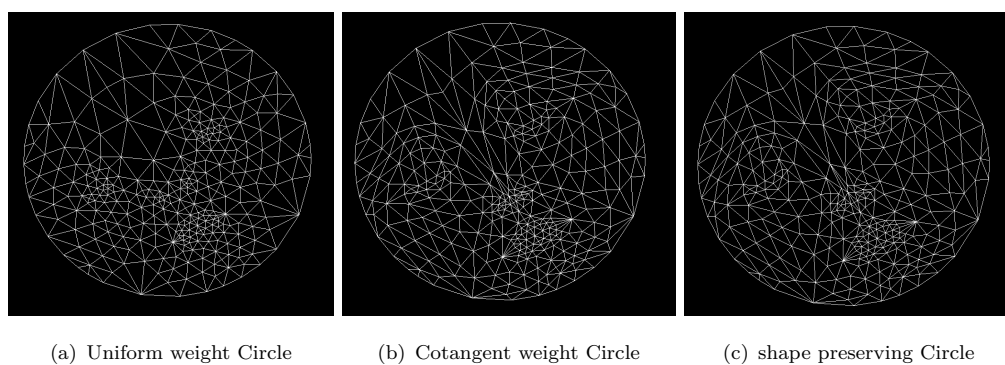 (a) Uniform weight Circle
(b) Cotangent weight Circle
(c) shape preserving Circle